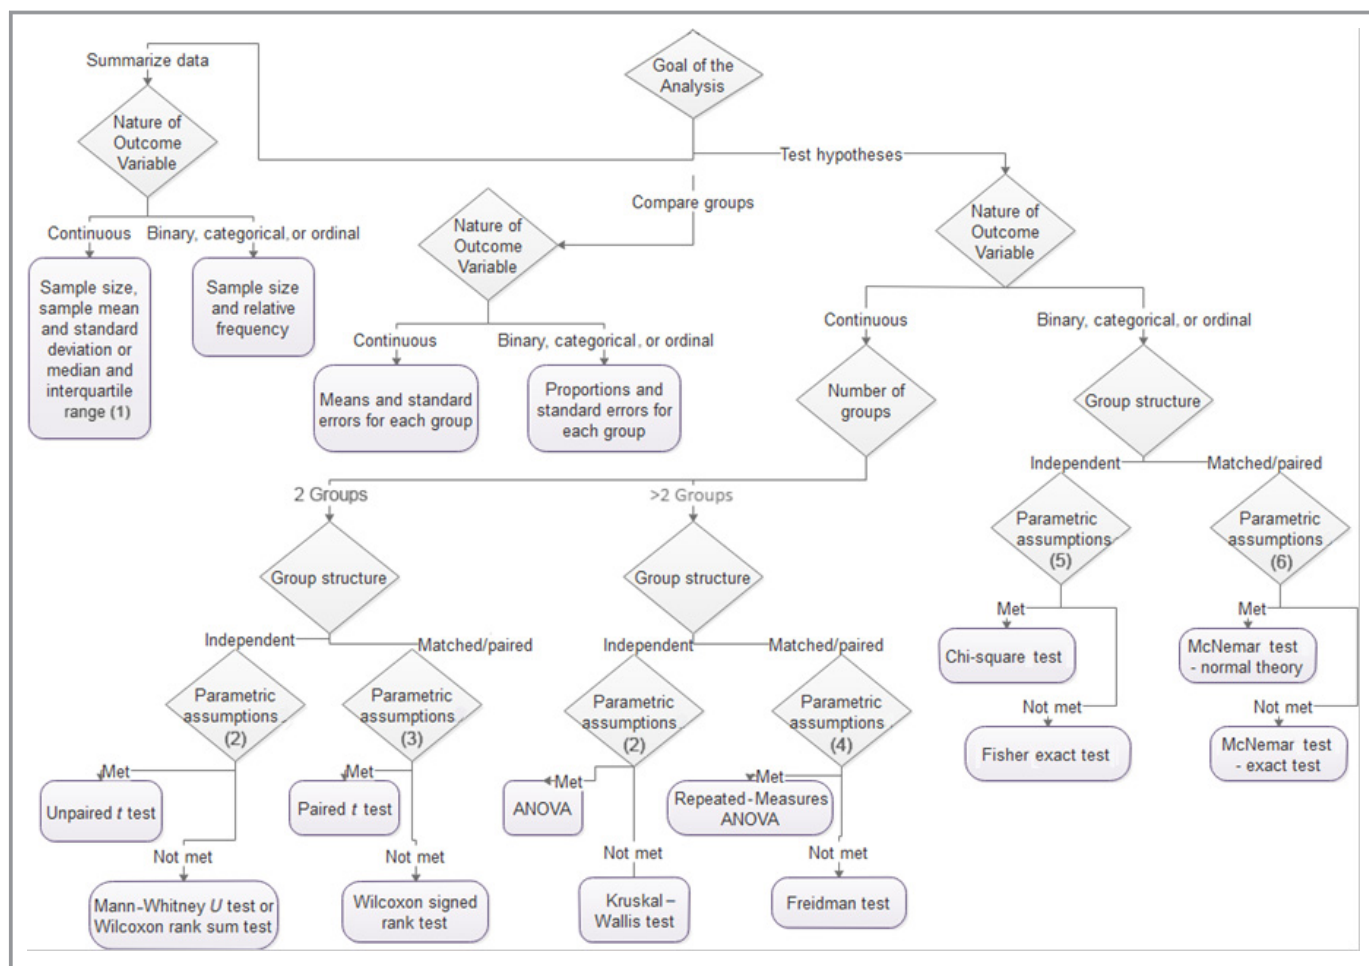 Goal of the
Analysis
Summarize data
Nature of
Outcome
Variable
Continuous
Binary, categorical, or ordinal
Sample size,
sample mean
and standard
deviation or
median and
interquartile
range (1)
Sample size
and relative
frequency
Compare groups
Nature of
Outcome
Variable
Continuous
Binary, categorical, or ordinal
Means and standard
errors for each group
Proportions and
standard errors for
each group
Test hypotheses
Nature of
Outcome
Variable
Continuous
Binary, categorical, or ordinal
Number of
groups
Group structure
2 Groups
>2 Groups
Group structure
Independent
Matched/paired
Parametric
assumptions
(2)
Parametric
assumptions
(3)
Met
Unpaired t test
Not met
Mann-Whitney U test or
Wilcoxon rank sum test
Met
Paired t test
Not met
Wilcoxon signed
rank test
Group structure
Independent
Matched/paired
Parametric
assumptions
(2)
Parametric
assumptions
(4)
Met
ANOVA
Not met
Kruskal–
Wallis test
Met
Repeated-Measures
ANOVA
Not met
Freidman test
Independent
Matched/paired
Parametric
assumptions
(5)
Parametric
assumptions
(6)
Met
Chi-square test
Not met
Fisher exact test
Met
McNemar test
- normal theory
Not met
McNemar test
- exact test